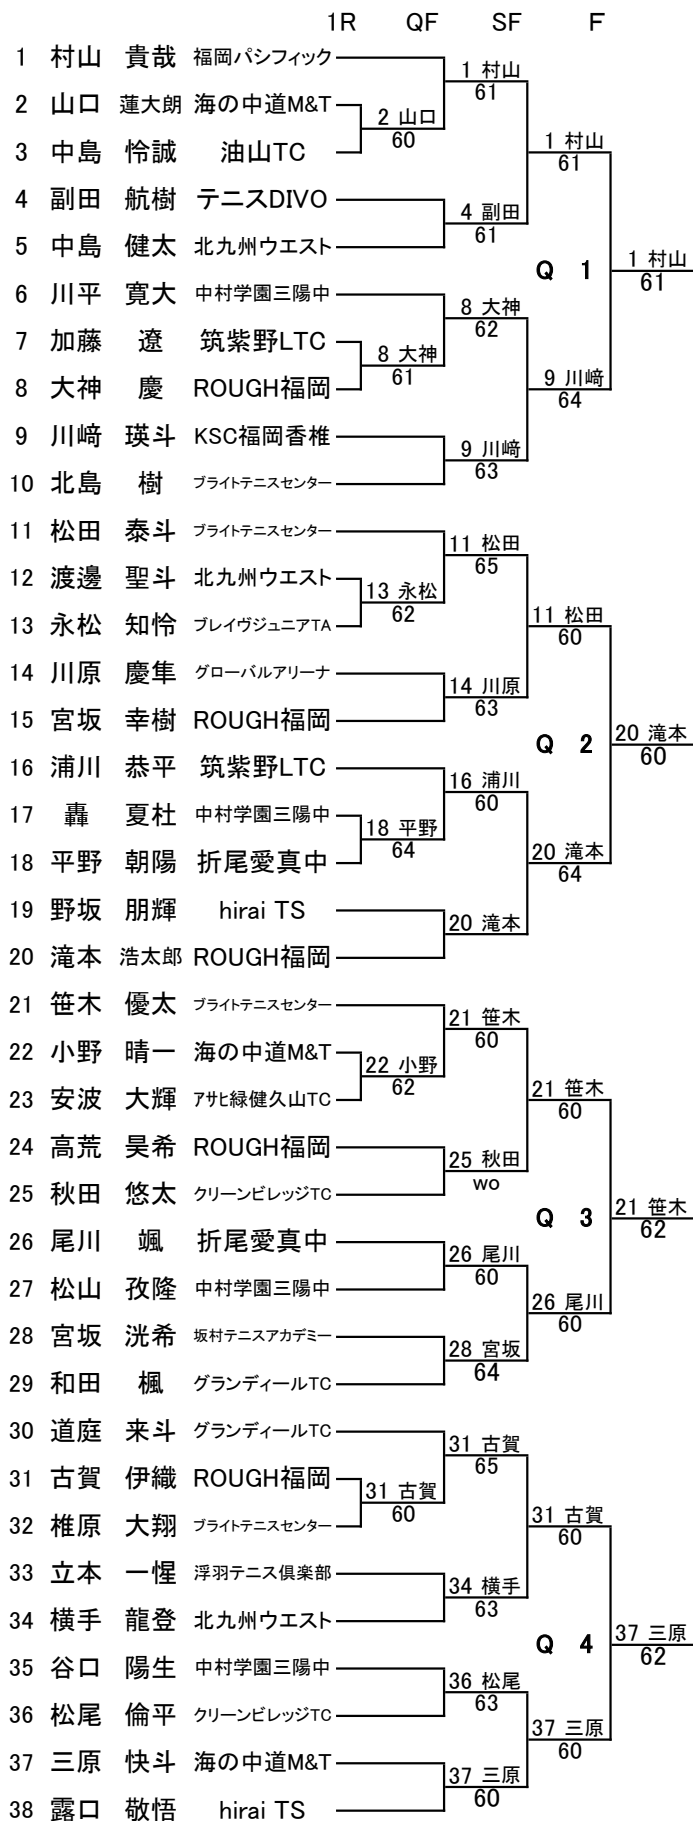 1R QF SF F
1 村山 貴哉 福岡パシフィック
1 村山
61
2 山口 蓮大朗 海の中道M&T
2 山口
60
3 中島 怜誠 油山TC
1 村山
61
4 副田 航樹 テニスDIVO
4 副田
61
5 中島 健太 北九州ウエスト
Q 1
1 村山
61
6 川平 寛大 中村学園三陽中
8 大神
62
7 加藤 遼 筑紫野LTC
8 大神
61
8 大神 慶 ROUGH福岡
9 川﨑
64
9 川﨑 瑛斗 KSC福岡香椎
9 川﨑
63
10 北島 樹 ブライトテニスセンター
11 松田 泰斗 ブライトテニスセンター
11 松田
65
12 渡邊 聖斗 北九州ウエスト
13 永松
62
13 永松 知怜 ブレイヴジュニアTA
11 松田
60
14 川原 慶隼 グローバルアリーナ
14 川原
63
15 宮坂 幸樹 ROUGH福岡
Q 2
20 滝本
60
16 浦川 恭平 筑紫野LTC
16 浦川
60
17 轟 夏杜 中村学園三陽中
18 平野
64
18 平野 朝陽 折尾愛真中
20 滝本
64
19 野坂 朋輝 hirai TS
20 滝本
20 滝本 浩太郎 ROUGH福岡
21 笹木 優太 ブライトテニスセンター
21 笹木
60
22 小野 晴一 海の中道M&T
22 小野
62
23 安波 大輝 アサヒ緑健久山TC
21 笹木
60
24 高荒 昊希 ROUGH福岡
25 秋田
wo
25 秋田 悠太 クリーンビレッジTC
Q 3
21 笹木
62
26 尾川 颯 折尾愛真中
26 尾川
60
27 松山 孜隆 中村学園三陽中
26 尾川
60
28 宮坂 洸希 坂村テニスアカデミー
28 宮坂
64
29 和田 楓 グランディールTC
30 道庭 来斗 グランディールTC
31 古賀
65
31 古賀 伊織 ROUGH福岡
31 古賀
60
32 椎原 大翔 ブライトテニスセンター
31 古賀
60
33 立本 一惺 浮羽テニス倶楽部
34 横手
63
34 横手 龍登 北九州ウエスト
Q 4
37 三原
62
35 谷口 陽生 中村学園三陽中
36 松尾
63
36 松尾 倫平 クリーンビレッジTC
37 三原
60
37 三原 快斗 海の中道M&T
37 三原
60
38 露口 敬悟 hirai TS